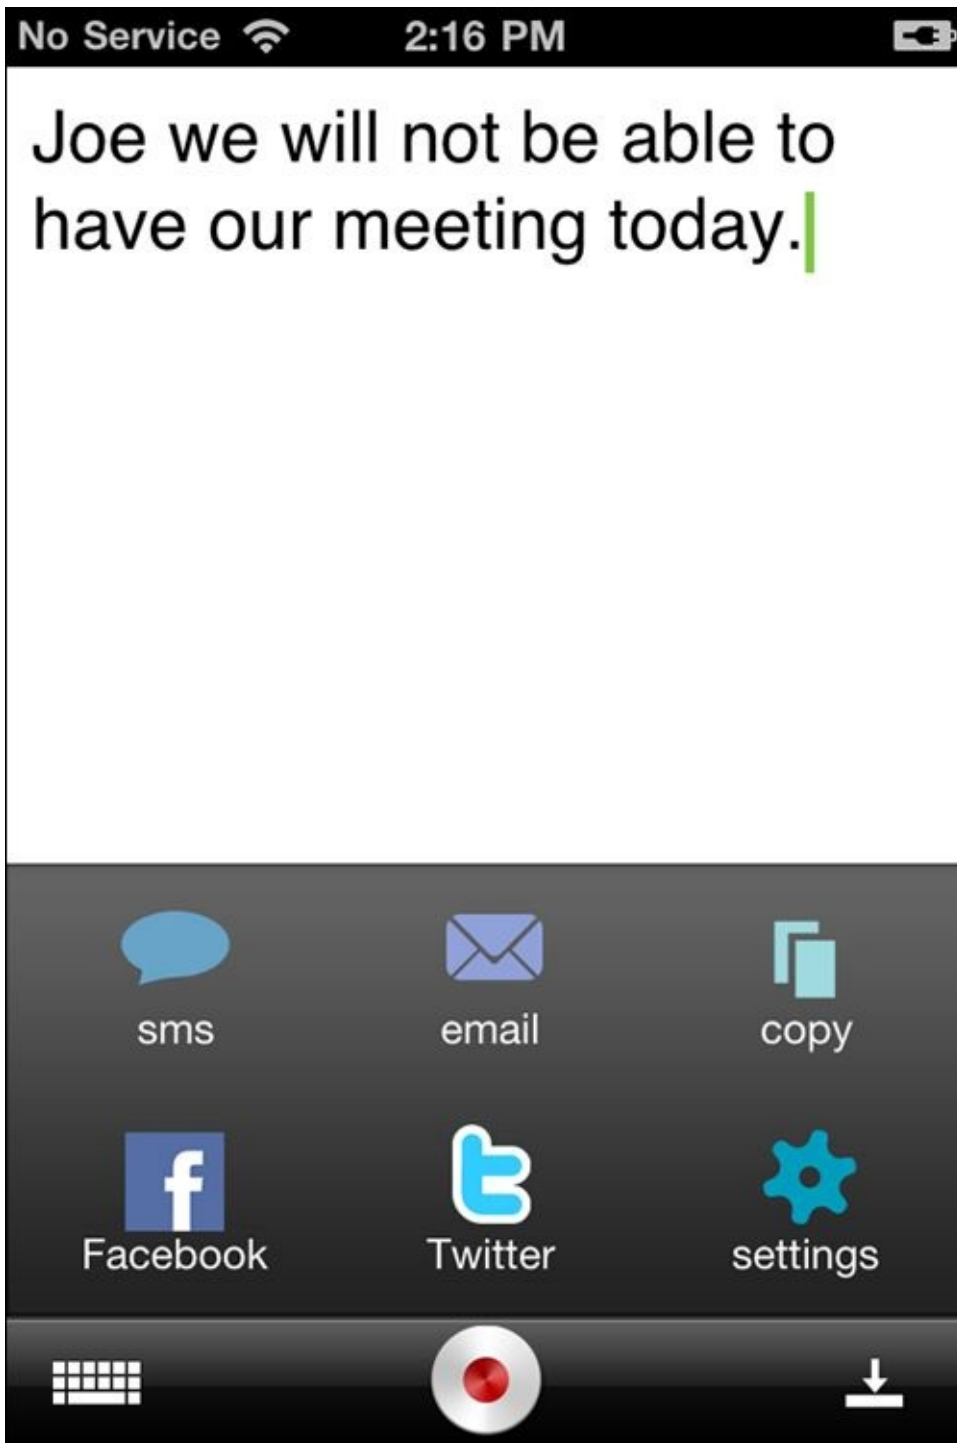 No Service 2:16 PM
Joe we will not be able to
have our meeting today.
sms email copy
Facebook Twitter settings